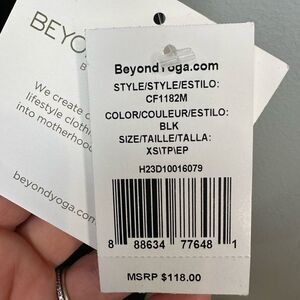 BEYO
B
We create
lifestyle cloth
into motherhood
beyondyoga.com
BeyondYoga.com
STYLE/STYLE/ESTILO:
CF1182M
COLOR/COULEUR/ESTILO:
BLK
SIZE/TAILLE/TALLA:
XS\TP\EP
H23D10016079
8 88634 77648 1
MSRP $118.00